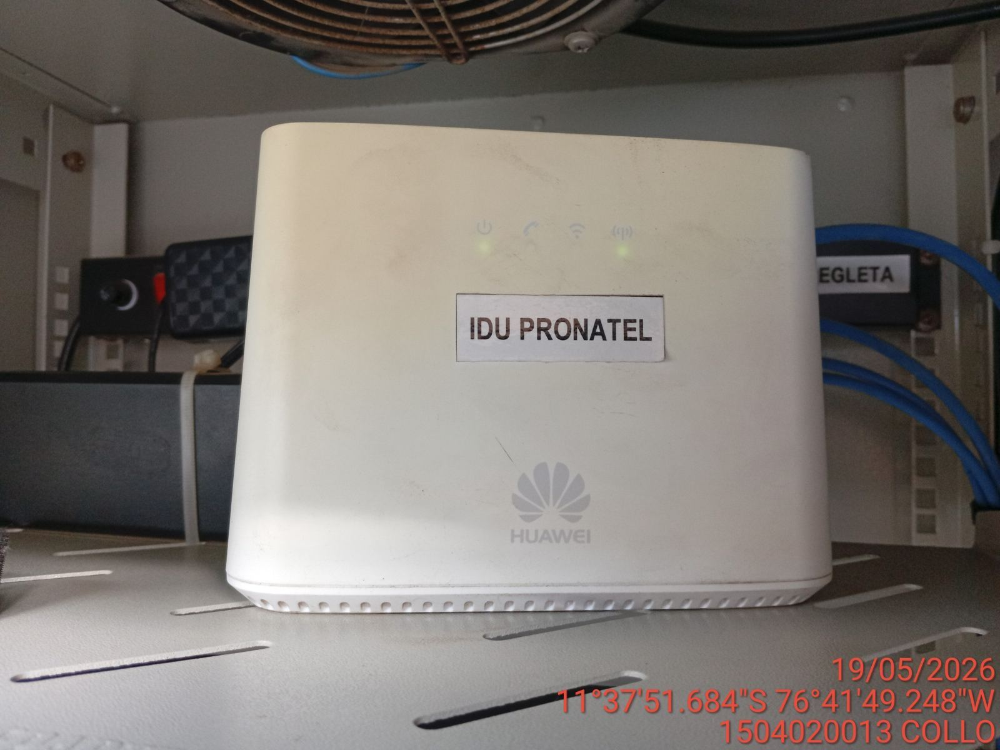 EGLETA
IDU PRONATEL
HUAWEI
19/05/2026
11°37'51.684"S 76°41'49.248"W
1504020013 COLLO